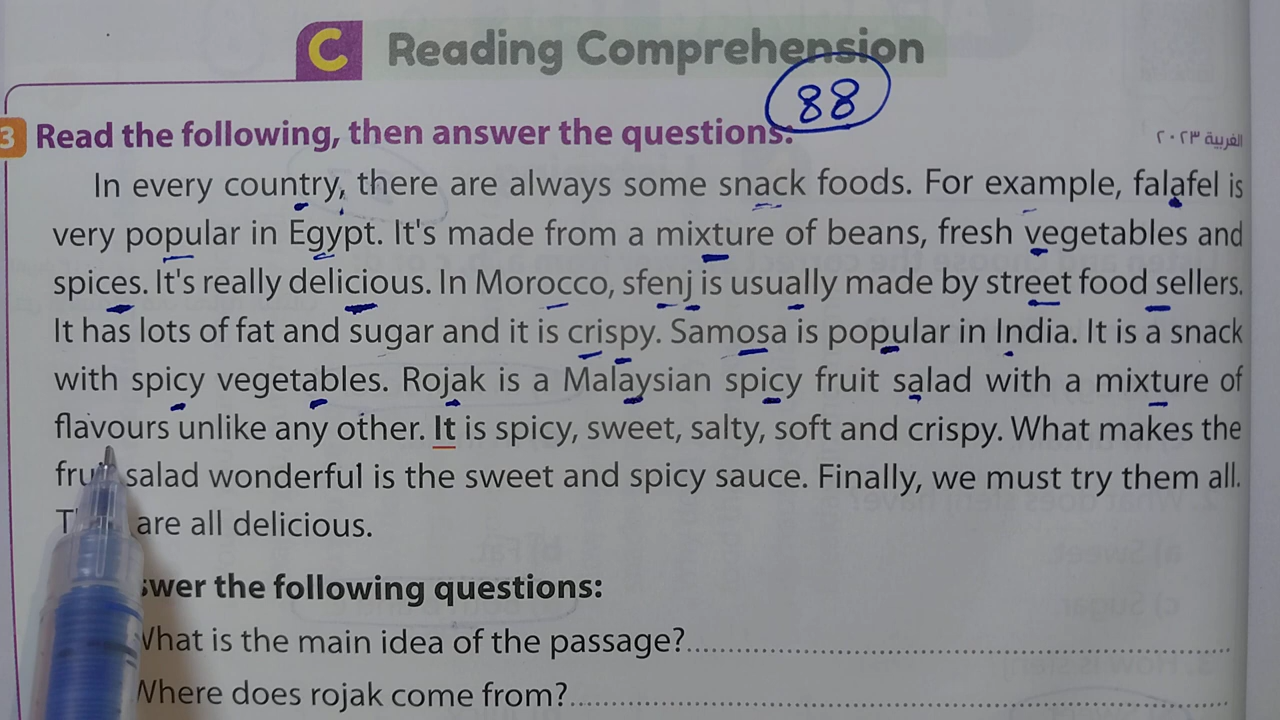 C Reading Comprehension
88
3 Read the following, then answer the questions:
الغربية ٢٠٢٣
In every country, there are always some snack foods. For example, falafel is
very popular in Egypt. It's made from a mixture of beans, fresh vegetables and
spices. It's really delicious. In Morocco, sfenj is usually made by street food sellers.
It has lots of fat and sugar and it is crispy. Samosa is popular in India. It is a snack
with spicy vegetables. Rojak is a Malaysian spicy fruit salad with a mixture of
flavours unlike any other. It is spicy, sweet, salty, soft and crispy. What makes the
fruit salad wonderful is the sweet and spicy sauce. Finally, we must try them all.
are all delicious.
swer the following questions:
What is the main idea of the passage?
Where does rojak come from?